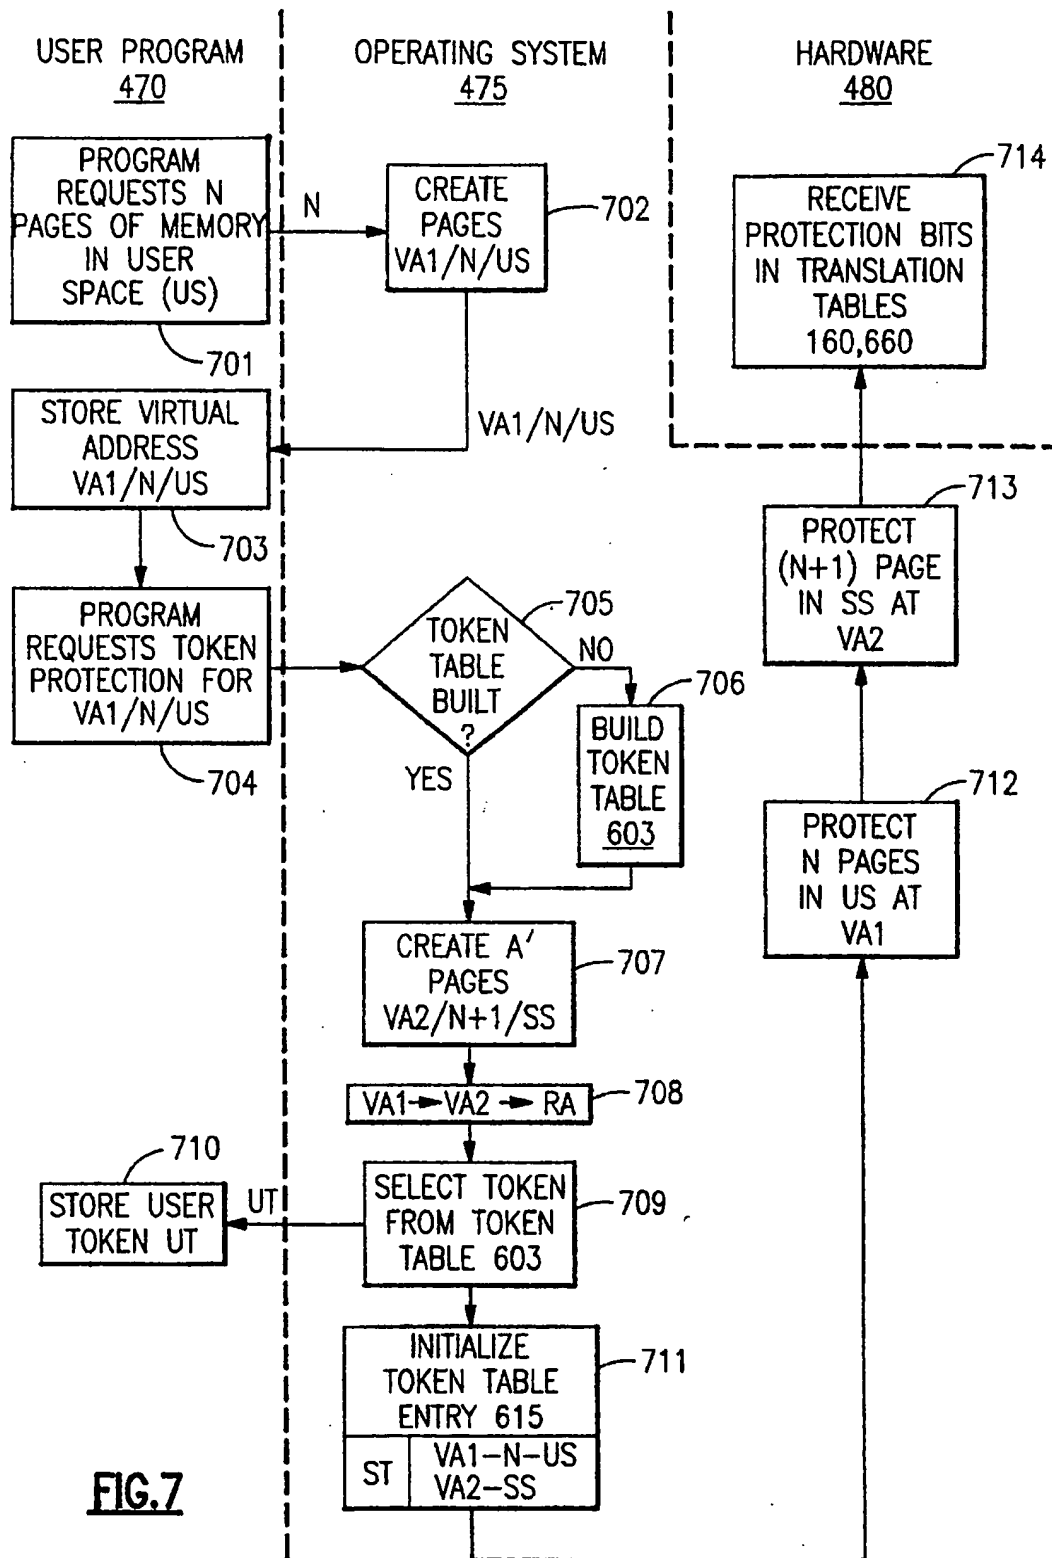 USER PROGRAM
470
OPERATING SYSTEM
475
HARDWARE
480
PROGRAM
REQUESTS N
PAGES OF MEMORY
IN USER
SPACE (US)
701
N
CREATE
PAGES
VA1/N/US
702
VA1/N/US
STORE VIRTUAL
ADDRESS
VA1/N/US
703
PROGRAM
REQUESTS TOKEN
PROTECTION FOR
VA1/N/US
704
TOKEN
TABLE
BUILT
?
705
NO
YES
BUILD
TOKEN
TABLE
603
706
CREATE A'
PAGES
VA2/N+1/SS
707
VA1→VA2→RA
708
SELECT TOKEN
FROM TOKEN
TABLE 603
709
UT
STORE USER
TOKEN UT
710
INITIALIZE
TOKEN TABLE
ENTRY 615
711
ST
VA1-N-US
VA2-SS
PROTECT
N PAGES
IN US AT
VA1
712
PROTECT
(N+1) PAGE
IN SS AT
VA2
713
RECEIVE
PROTECTION BITS
IN TRANSLATION
TABLES
160,660
714
FIG.7